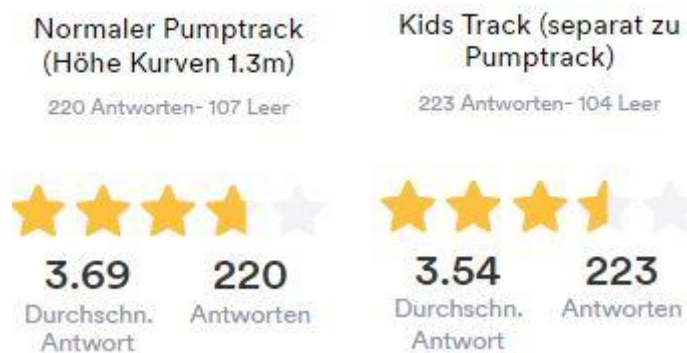 Normaler Pumptrack
(Höhe Kurven 1.3m)
220 Antworten- 107 Leer
3.69
Durchschn.
Antwort
220
Antworten
Kids Track (separat zu
Pumptrack)
223 Antworten- 104 Leer
3.54
Durchschn.
Antwort
223
Antworten